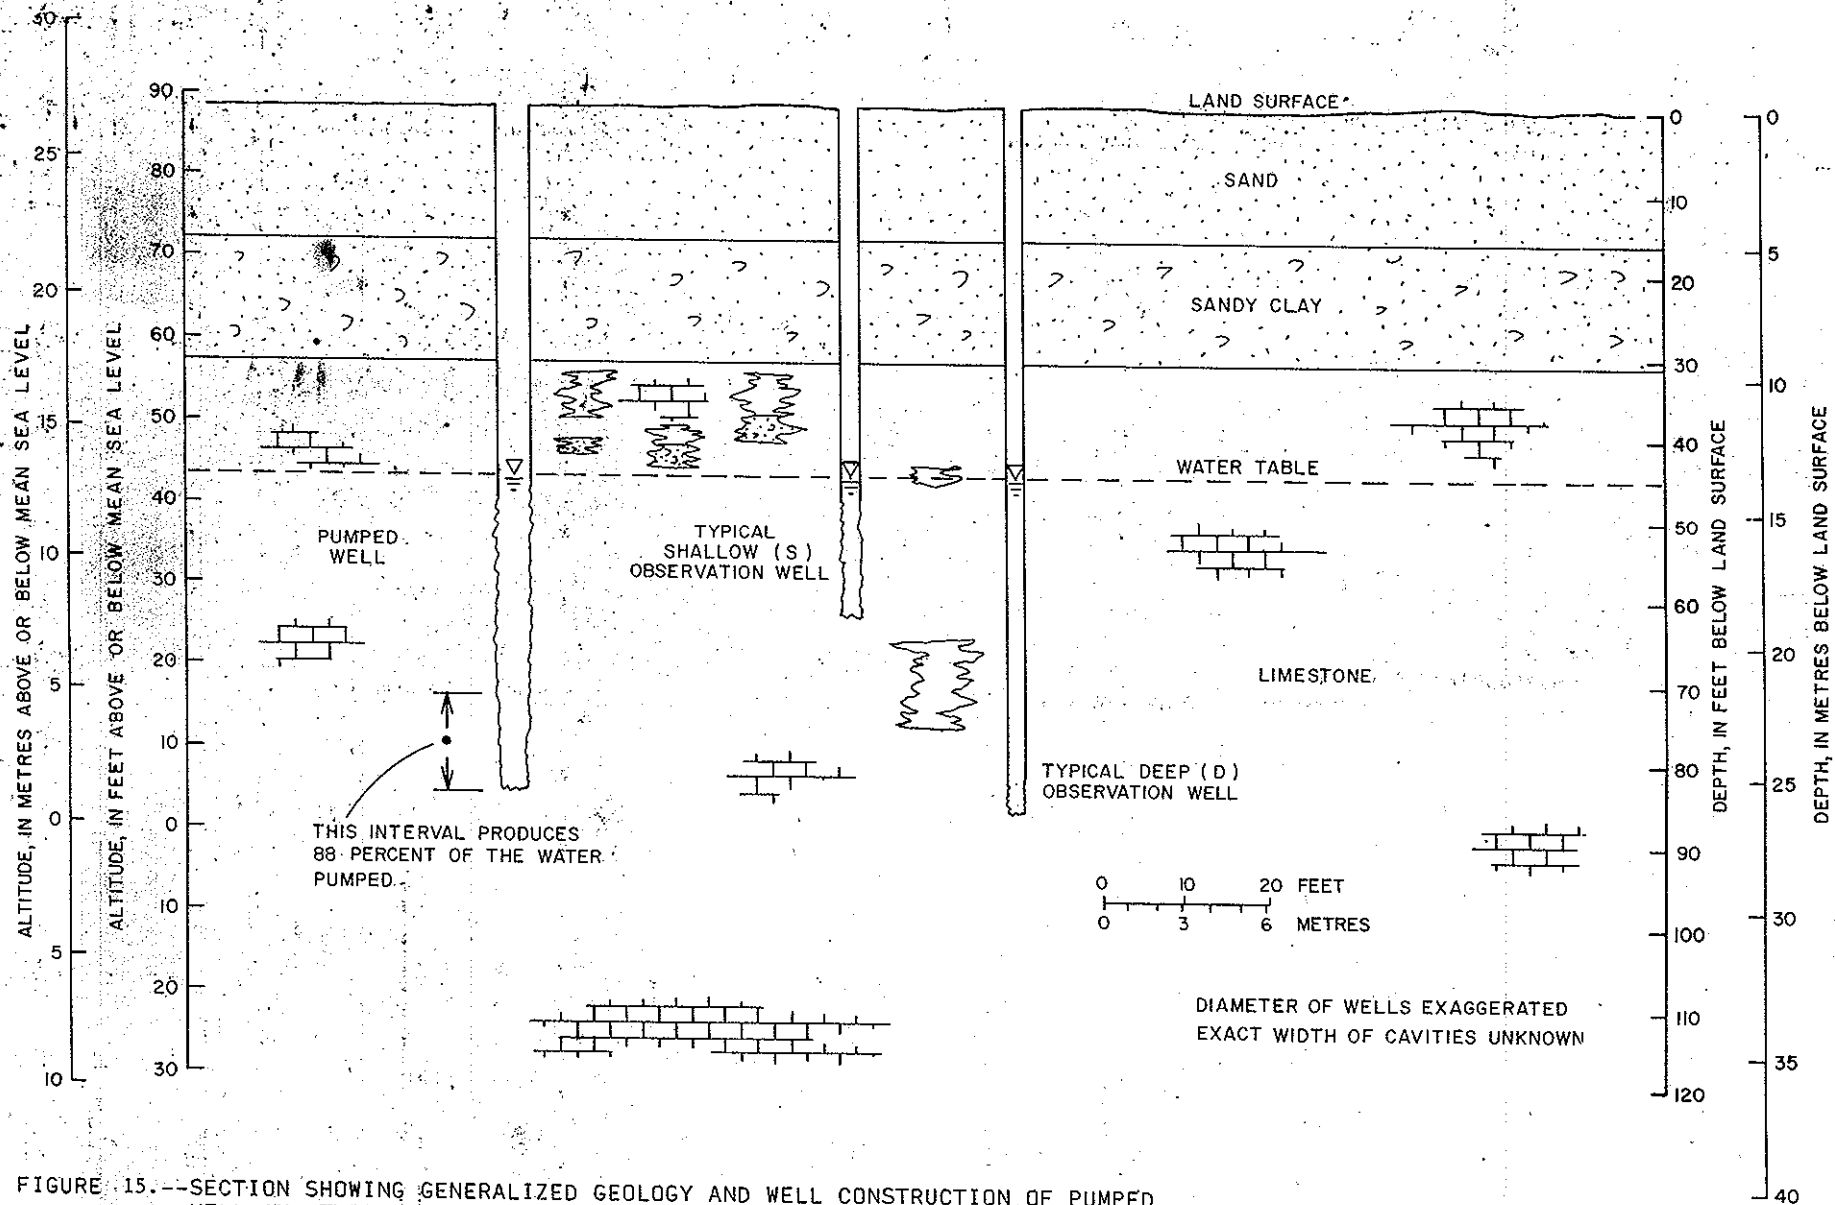 30
25
20
15
10
5
0
5
10
ALTITUDE, IN METRES ABOVE OR BELOW MEAN SEA LEVEL
90
80
70
60
50
40
30
20
10
0
10
20
30
ALTITUDE, IN FEET ABOVE OR BELOW MEAN SEA LEVEL
LAND SURFACE
SAND
SANDY CLAY
WATER TABLE
PUMPED
WELL
TYPICAL
SHALLOW (S)
OBSERVATION WELL
LIMESTONE
TYPICAL DEEP (D)
OBSERVATION WELL
THIS INTERVAL PRODUCES
88 PERCENT OF THE WATER
PUMPED
0 10 20 FEET
0 3 6 METRES
DIAMETER OF WELLS EXAGGERATED
EXACT WIDTH OF CAVITIES UNKNOWN
0
10
20
30
40
50
60
70
80
90
100
110
120
DEPTH, IN FEET BELOW LAND SURFACE
0
5
10
15
20
25
30
35
40
DEPTH, IN METRES BELOW LAND SURFACE
FIGURE 15.--SECTION SHOWING GENERALIZED GEOLOGY AND WELL CONSTRUCTION OF PUMPED